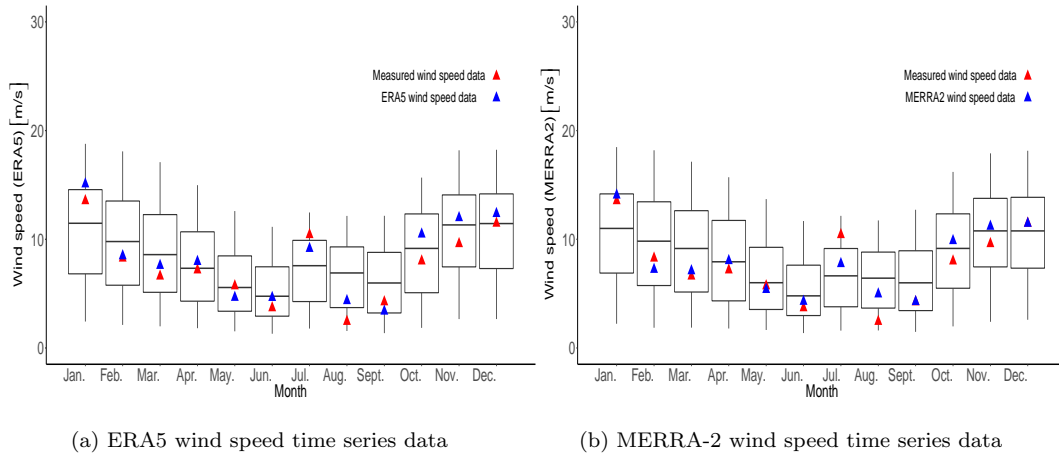 30
20
10
0
Wind speed (ERA5) [m/s]
Measured wind speed data
ERA5 wind speed data
Jan. Feb. Mar. Apr. May. Jun. Jul. Aug. Sept. Oct. Nov. Dec.
Month
(a) ERA5 wind speed time series data
30
20
10
0
Wind speed (MERRA2) [m/s]
Measured wind speed data
MERRA2 wind speed data
Jan. Feb. Mar. Apr. May. Jun. Jul. Aug. Sept. Oct. Nov. Dec.
Month
(b) MERRA-2 wind speed time series data